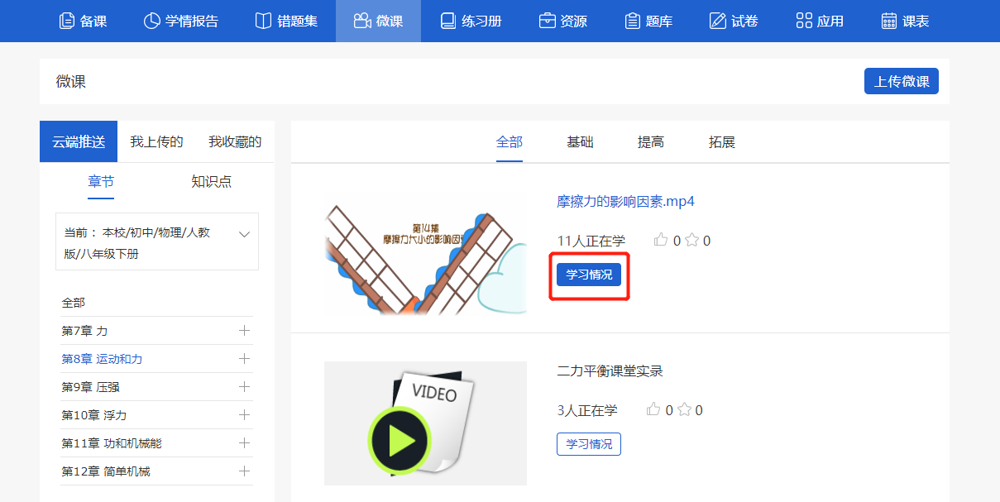 备课 学情报告 错题集 微课 练习册 资源 题库 试卷 应用 课表
微课
上传微课
云端推送 我上传的 我收藏的
章节 知识点
当前： 本校/初中/物理/人教
版/八年级下册
全部
第7章 力
第8章 运动和力
第9章 压强
第10章 浮力
第11章 功和机械能
第12章 简单机械
全部 基础 提高 拓展
第14集
摩擦力大小的影响因素
摩擦力的影响因素.mp4
11人正在学 0 0
学习情况
VIDEO
二力平衡课堂实录
3人正在学 0 0
学习情况